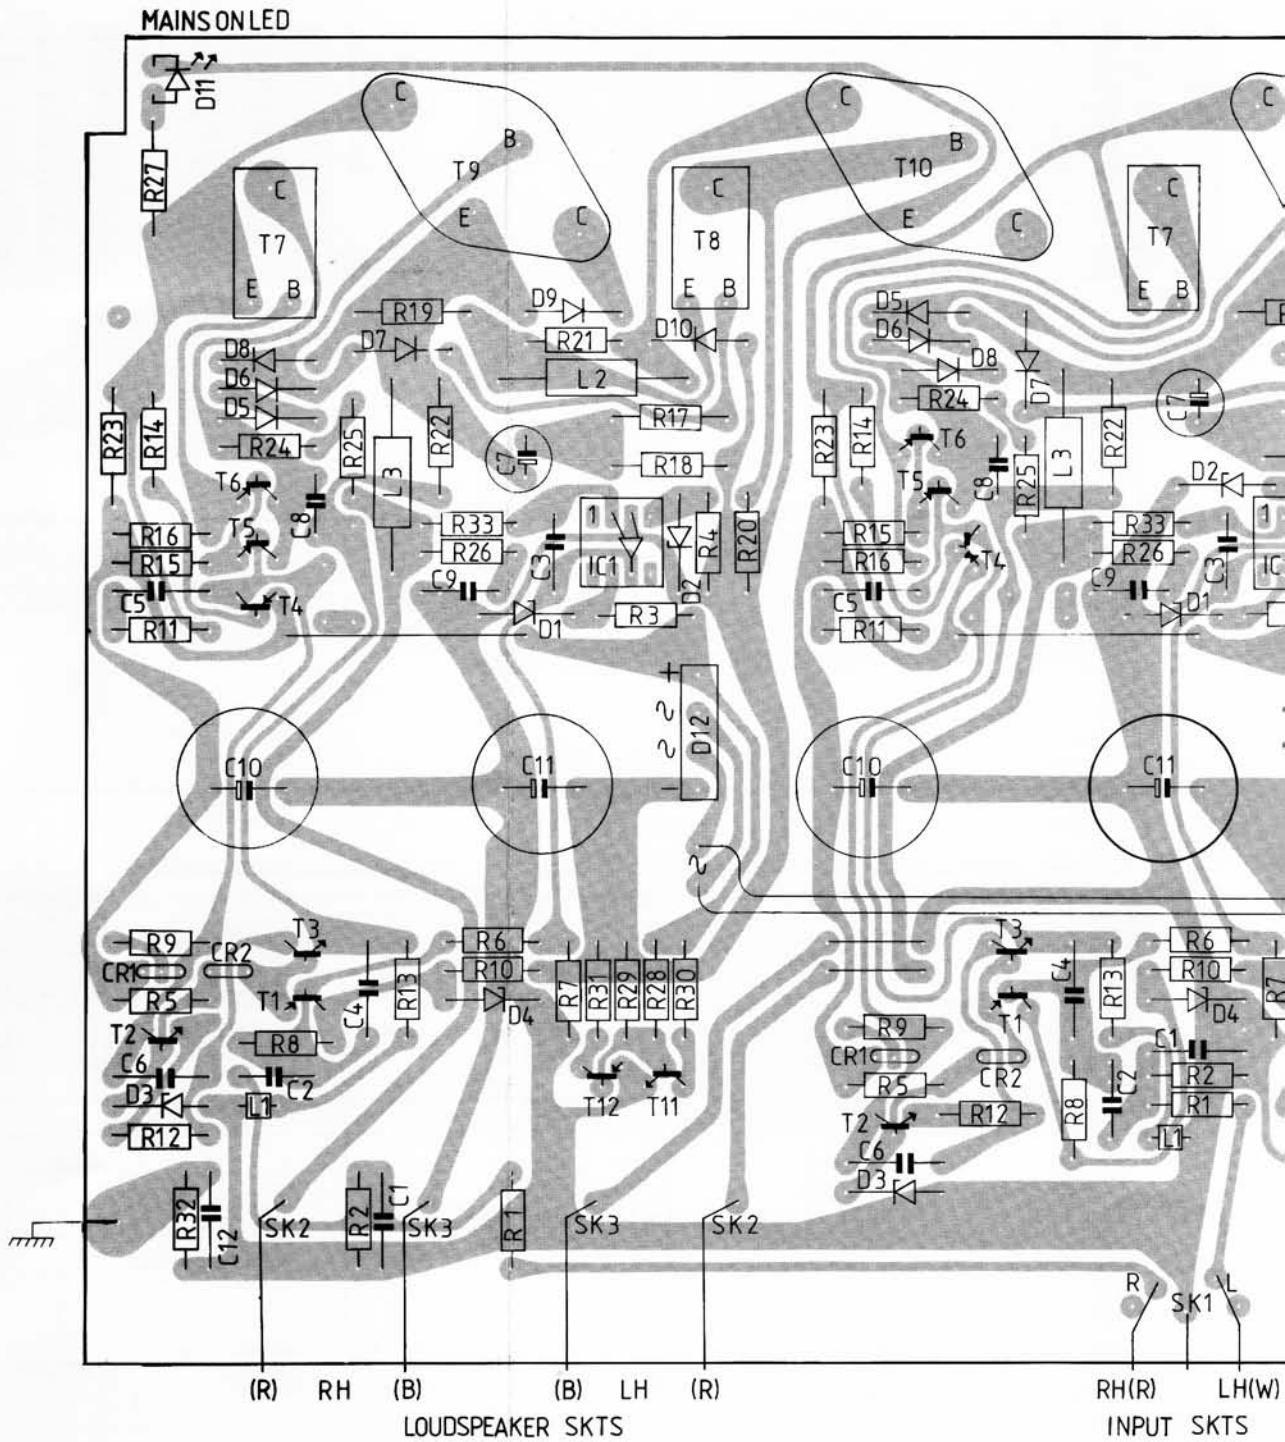 MAINS ON LED
D11
C
C
C
B
B
R27
T9
T10
C
C
C
E
E
C
C
T7
T8
T7
E B
E B
E B
D9
D5
R19
R21
D10
D6
D7
D8
D8
D7
D6
L2
R24
C7
D5
R17
R23
R14
R24
R25
L3
R22
R23
R14
T6
L3
R22
C7
R18
T6
T5
C8
R25
D2
C8
1
1
R16
T5
R33
R4
R20
R15
R33
R15
R26
C3
IC1
R16
T4
R26
C3
IC
C5
T4
C9
D2
C5
C9
R11
D1
R3
R11
D1
+
~
~
D12
−
C10
C11
C10
C11
~
R9
T3
R6
T3
R6
CR1
CR2
R10
R7
R31
R29
R28
R30
C4
R13
R10
R7
R5
T1
C4
R13
D4
T1
D4
T2
R8
R9
C1
C6
C2
CR1
CR2
R2
D3
L1
T12
T11
R5
R8
C2
R1
R12
T2
R12
L1
C6
D3
R32
C12
SK2
R2
C1
SK3
R1
SK3
SK2
R
SK1
L
(R) RH (B)
(B) LH (R)
RH(R)
LH(W)
LOUDSPEAKER SKTS
INPUT SKTS